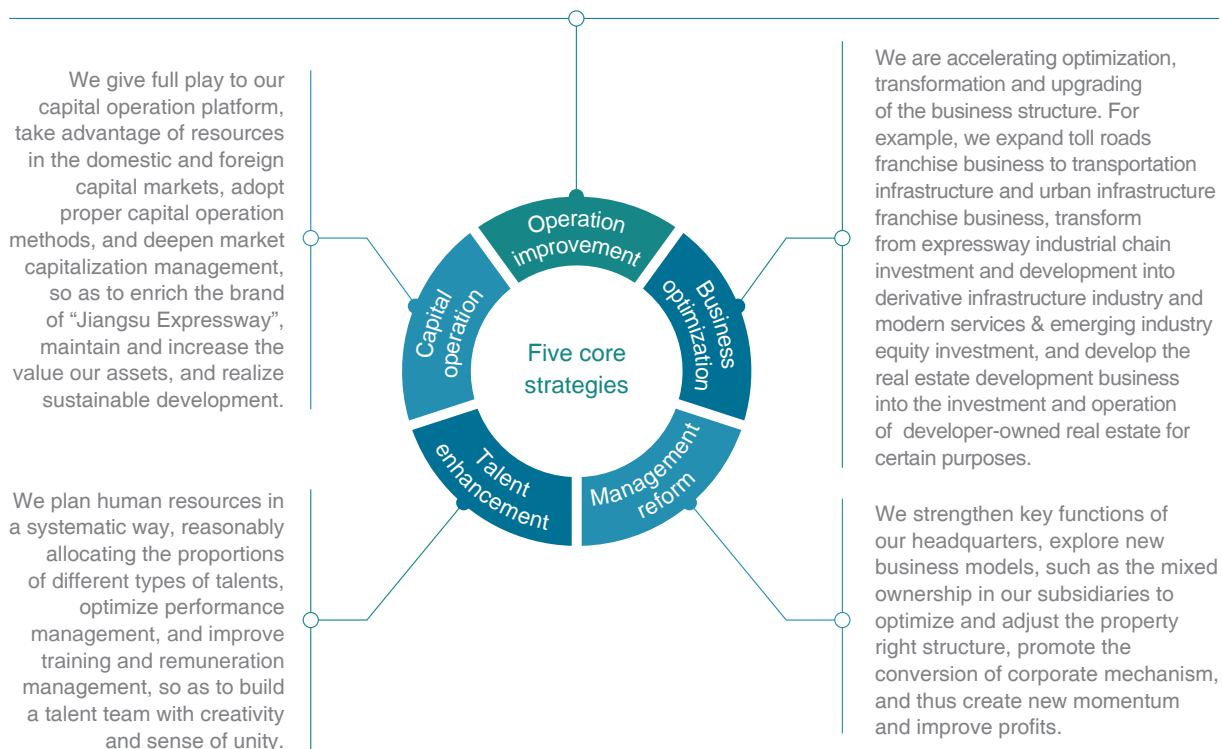 We give full play to our
capital operation platform,
take advantage of resources
in the domestic and foreign
capital markets, adopt
proper capital operation
methods, and deepen market
capitalization management,
so as to enrich the brand
of “Jiangsu Expressway”,
maintain and increase the
value our assets, and realize
sustainable development.
We are accelerating optimization,
transformation and upgrading
of the business structure. For
example, we expand toll roads
franchise business to transportation
infrastructure and urban infrastructure
franchise business, transform
from expressway industrial chain
investment and development into
derivative infrastructure industry and
modern services & emerging industry
equity investment, and develop the
real estate development business
into the investment and operation
of developer-owned real estate for
certain purposes.
Operation
improvement
Business
optimization
Management
reform
Talent
enhancement
Capital
operation
Five core
strategies
We plan human resources in
a systematic way, reasonably
allocating the proportions
of different types of talents,
optimize performance
management, and improve
training and remuneration
management, so as to build
a talent team with creativity
and sense of unity.
We strengthen key functions of
our headquarters, explore new
business models, such as the mixed
ownership in our subsidiaries to
optimize and adjust the property
right structure, promote the
conversion of corporate mechanism,
and thus create new momentum
and improve profits.